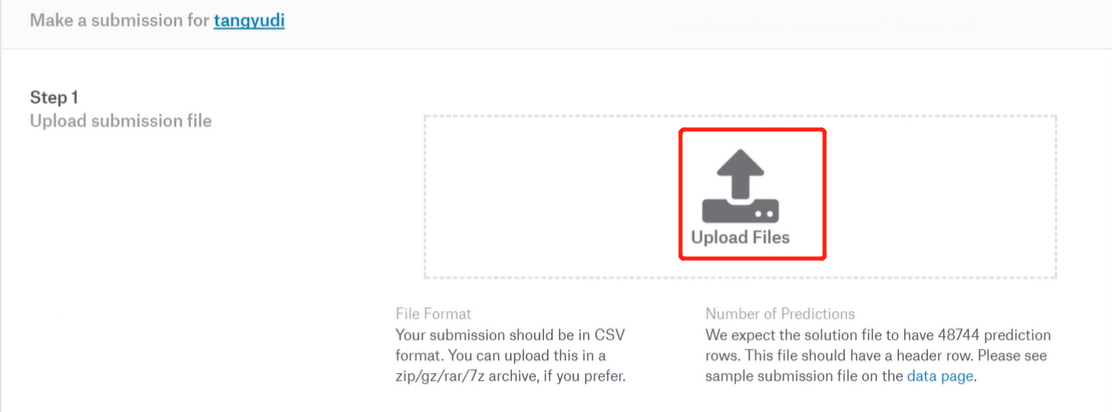 Make a submission for tangyudi
Step 1
Upload submission file
Upload Files
File Format
Your submission should be in CSV
format. You can upload this in a
zip/gz/rar/7z archive, if you prefer.
Number of Predictions
We expect the solution file to have 48744 prediction
rows. This file should have a header row. Please see
sample submission file on the data page.